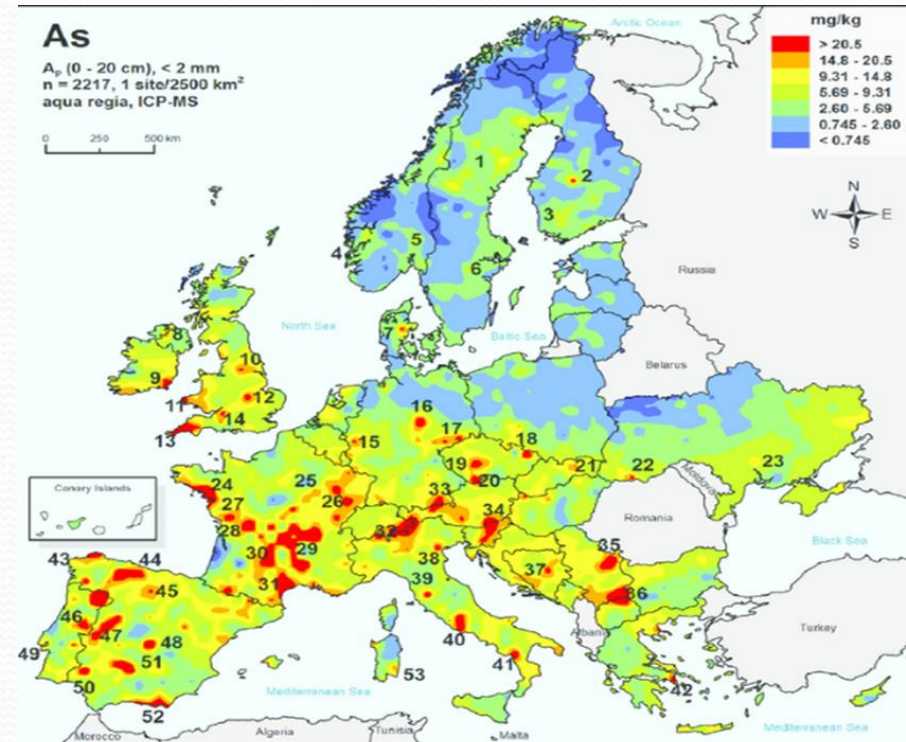 As
Ap (0 - 20 cm), < 2 mm
n = 2217, 1 site/2500 km²
aqua regia, ICP-MS
0 250 500 km
mg/kg
> 20.5
14.8 - 20.5
9.31 - 14.8
5.69 - 9.31
2.60 - 5.69
0.745 - 2.60
< 0.745
Arctic Ocean
N
W E
S
1
2
3
4
5
6
Russia
North Sea
Baltic Sea
7
8
Belarus
9
10
11
12
13
14
15
16
17
18
19
20
21
22
23
Moldova
Canary Islands
24
25
26
27
28
29
30
31
32
33
34
Romania
Black Sea
35
36
37
38
39
40
41
42
43
44
45
46
47
48
49
50
51
52
53
Albania
Turkey
Mediterranean Sea
Mediterranean Sea
Morocco
Algeria
Tunisia
Malta